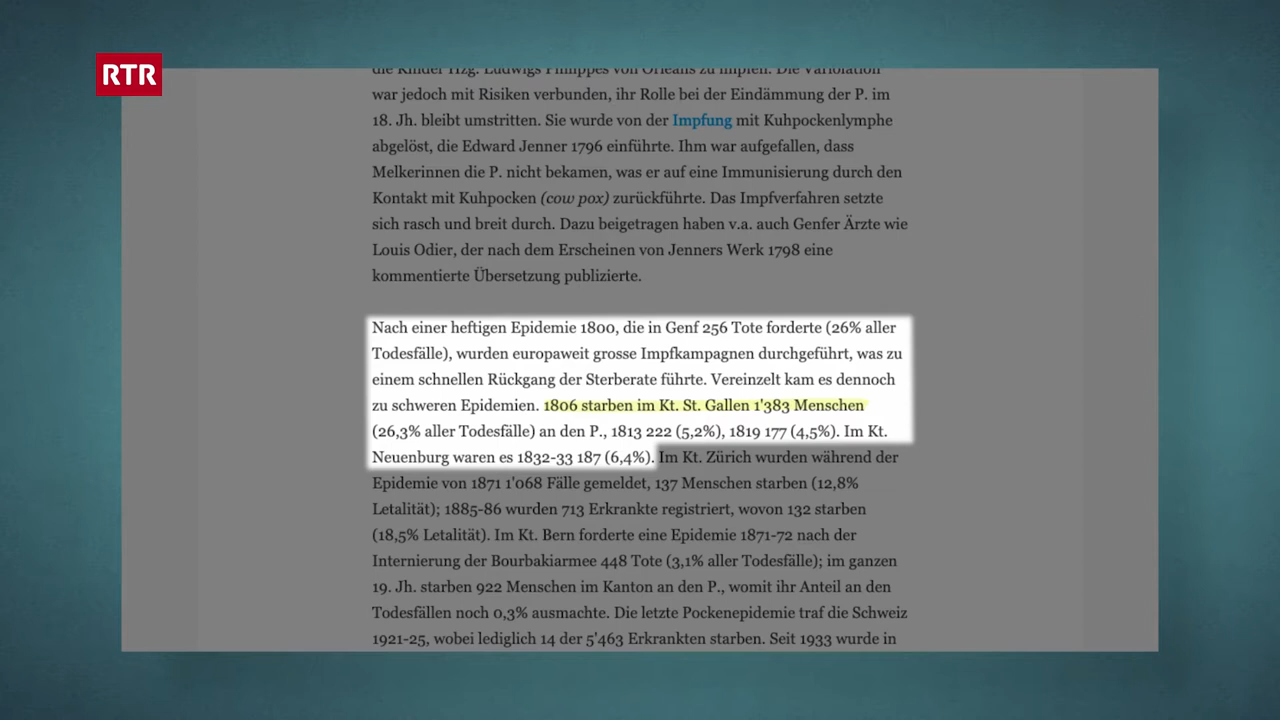 RTR
die Kinder Hzg. Ludwigs Philippes von Orléans zu impfen. Die Variolation
war jedoch mit Risiken verbunden, ihr Rolle bei der Eindämmung der P. im
18. Jh. bleibt umstritten. Sie wurde von der Impfung mit Kuhpockenlymphe
abgelöst, die Edward Jenner 1796 einführte. Ihm war aufgefallen, dass
Melkerinnen die P. nicht bekamen, was er auf eine Immunisierung durch den
Kontakt mit Kuhpocken (cow pox) zurückführte. Das Impfverfahren setzte
sich rasch und breit durch. Dazu beigetragen haben v.a. auch Genfer Ärzte wie
Louis Odier, der nach dem Erscheinen von Jenners Werk 1798 eine
kommentierte Übersetzung publizierte.
Nach einer heftigen Epidemie 1800, die in Genf 256 Tote forderte (26% aller
Todesfälle), wurden europaweit grosse Impfkampagnen durchgeführt, was zu
einem schnellen Rückgang der Sterberate führte. Vereinzelt kam es dennoch
zu schweren Epidemien. 1806 starben im Kt. St. Gallen 1'383 Menschen
(26,3% aller Todesfälle) an den P., 1813 222 (5,2%), 1819 177 (4,5%). Im Kt.
Neuenburg waren es 1832-33 187 (6,4%). Im Kt. Zürich wurden während der
Epidemie von 1871 1'068 Fälle gemeldet, 137 Menschen starben (12,8%
Letalität); 1885-86 wurden 713 Erkrankte registriert, wovon 132 starben
(18,5% Letalität). Im Kt. Bern forderte eine Epidemie 1871-72 nach der
Internierung der Bourbakiarmee 448 Tote (3,1% aller Todesfälle); im ganzen
19. Jh. starben 922 Menschen im Kanton an den P., womit ihr Anteil an den
Todesfällen noch 0,3% ausmachte. Die letzte Pockenepidemie traf die Schweiz
1921-25, wobei lediglich 14 der 5'463 Erkrankten starben. Seit 1933 wurde in